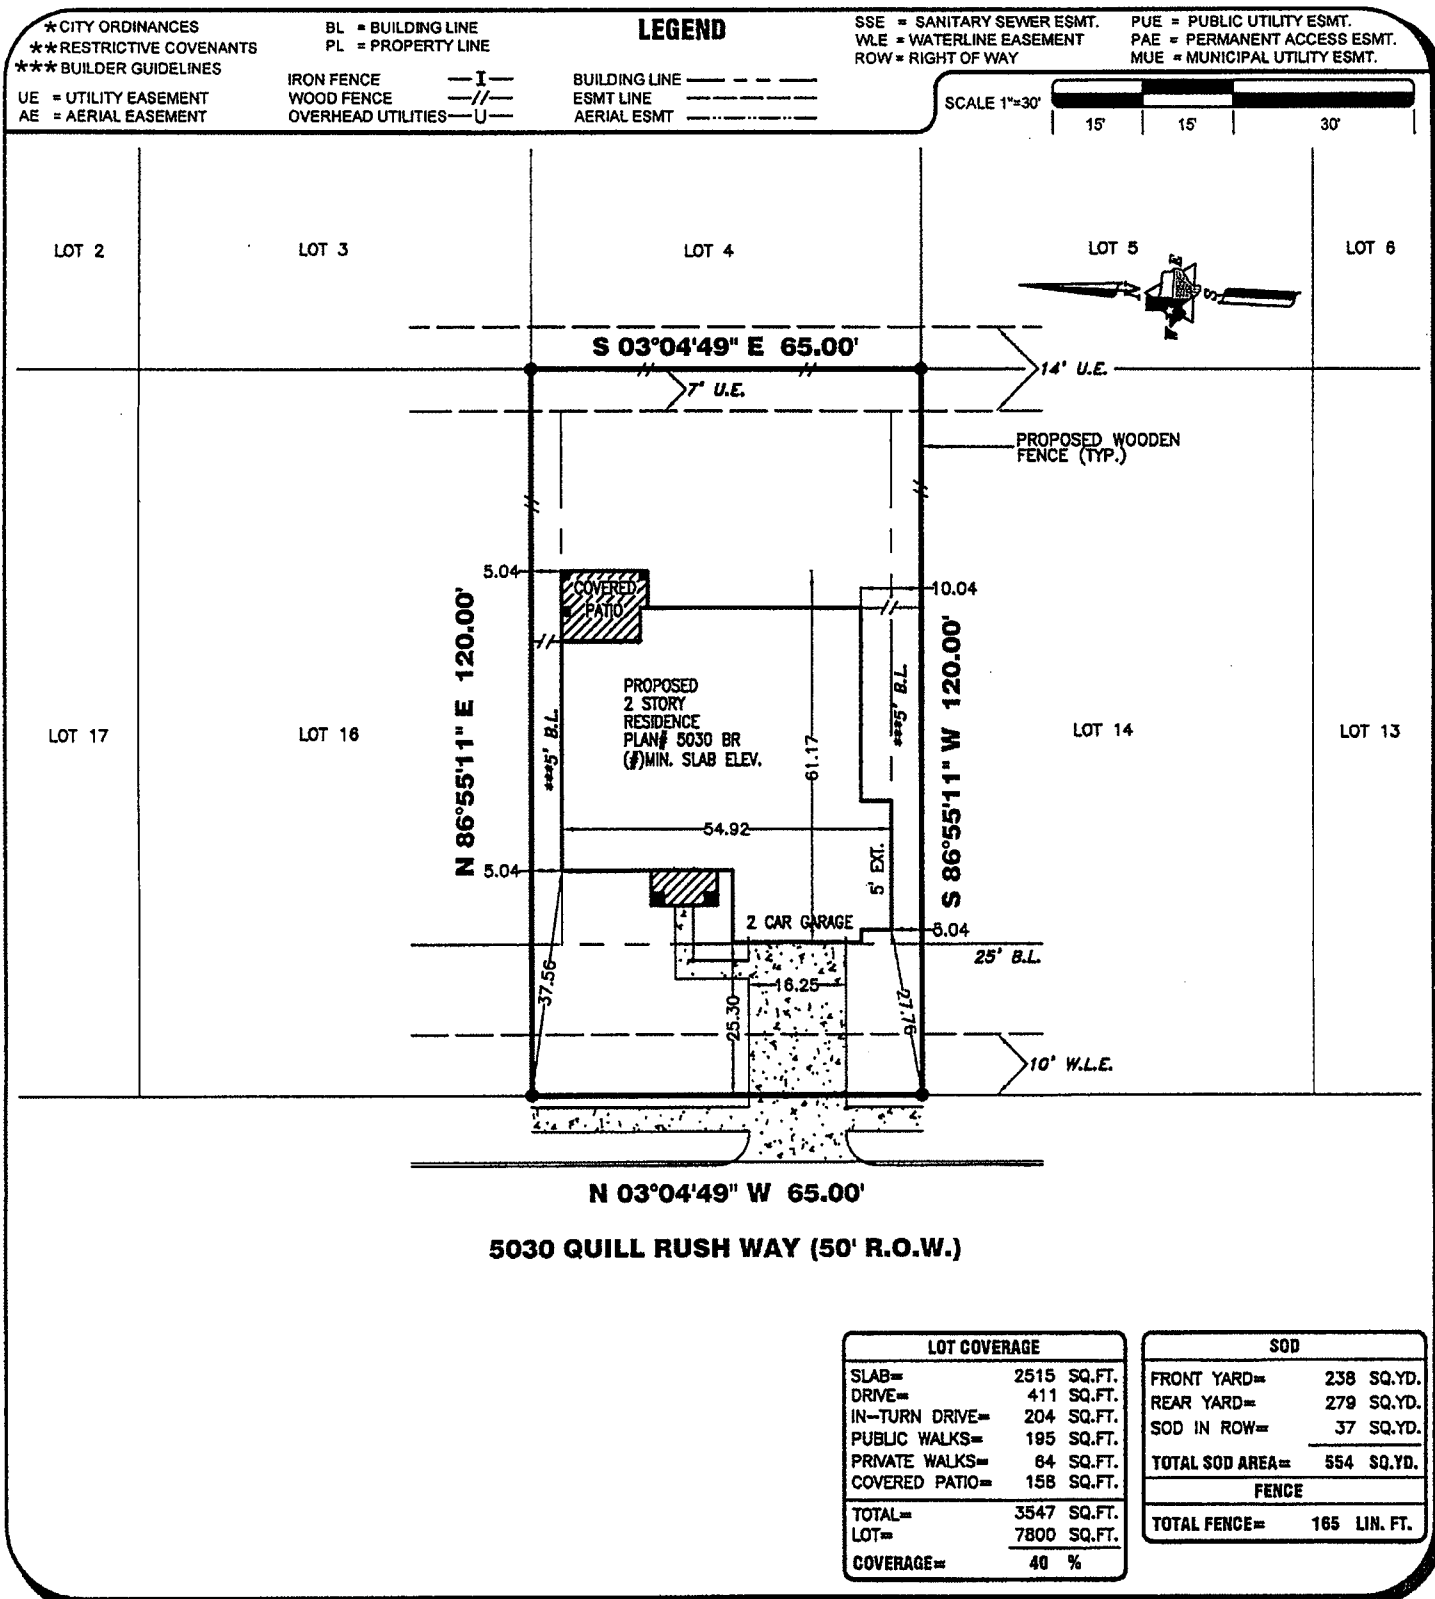 LEGEND
*CITY ORDINANCES
**RESTRICTIVE COVENANTS
***BUILDER GUIDELINES
UE = UTILITY EASEMENT
AE = AERIAL EASEMENT
BL = BUILDING LINE
PL = PROPERTY LINE
IRON FENCE —I—
WOOD FENCE —//—
OVERHEAD UTILITIES —U—
BUILDING LINE
ESMT LINE
AERIAL ESMT
SSE = SANITARY SEWER ESMT.
WLE = WATERLINE EASEMENT
ROW = RIGHT OF WAY
PUE = PUBLIC UTILITY ESMT.
PAE = PERMANENT ACCESS ESMT.
MUE = MUNICIPAL UTILITY ESMT.
SCALE 1"=30'
15' 15' 30'
LOT 2
LOT 3
LOT 4
LOT 5
LOT 6
N E S W
S 03°04'49" E 65.00'
14' U.E.
7' U.E.
PROPOSED WOODEN
FENCE (TYP.)
5.04
COVERED
PATIO
10.04
N 86°55'11" E 120.00'
***5' B.L.
PROPOSED
2 STORY
RESIDENCE
PLAN# 5030 BR
(#)MIN. SLAB ELEV.
61.17
***5' B.L.
S 86°55'11" W 120.00'
LOT 17
LOT 16
LOT 14
LOT 13
54.92
5.04
5' EXT.
2 CAR GARAGE
25' B.L.
37.56
25.30
16.25
27.76
10' W.L.E.
N 03°04'49" W 65.00'
5030 QUILL RUSH WAY (50' R.O.W.)
LOT COVERAGE
SLAB= 2515 SQ.FT.
DRIVE= 411 SQ.FT.
IN-TURN DRIVE= 204 SQ.FT.
PUBLIC WALKS= 195 SQ.FT.
PRIVATE WALKS= 64 SQ.FT.
COVERED PATIO= 158 SQ.FT.
TOTAL= 3547 SQ.FT.
LOT= 7800 SQ.FT.
COVERAGE= 40 %
SOD
FRONT YARD= 238 SQ.YD.
REAR YARD= 279 SQ.YD.
SOD IN ROW= 37 SQ.YD.
TOTAL SOD AREA= 554 SQ.YD.
FENCE
TOTAL FENCE= 165 LIN. FT.